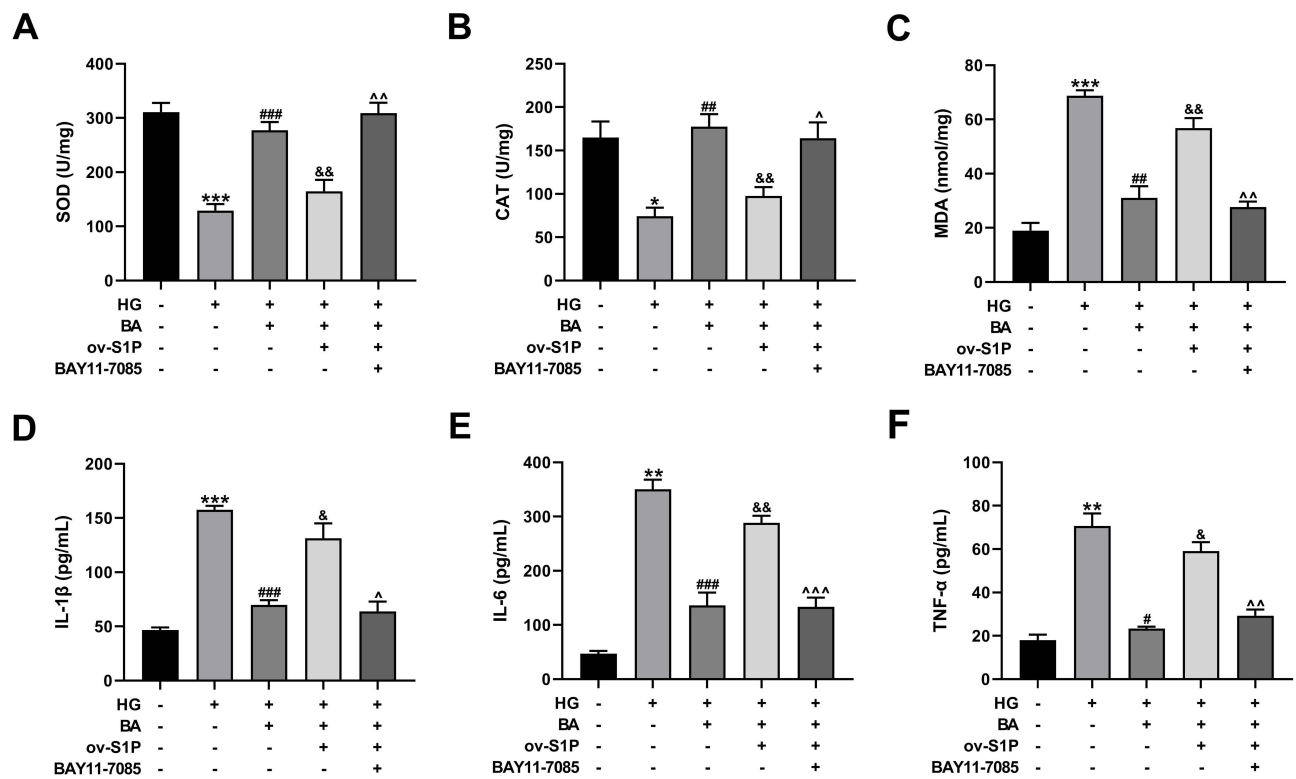 A
SOD (U/mg)
400
300
200
100
0
***
###
&&
^^
HG - + + + +
BA - - + + +
ov-S1P - - - + +
BAY11-7085 - - - - +
B
CAT (U/mg)
250
200
150
100
50
0
*
##
&&
^
HG - + + + +
BA - - + + +
ov-S1P - - - + +
BAY11-7085 - - - - +
C
MDA (nmol/mg)
80
60
40
20
0
***
##
&&
^^
HG - + + + +
BA - - + + +
ov-S1P - - - + +
BAY11-7085 - - - - +
D
IL-1β (pg/mL)
200
150
100
50
0
***
###
&
^
HG - + + + +
BA - - + + +
ov-S1P - - - + +
BAY11-7085 - - - - +
E
IL-6 (pg/mL)
400
300
200
100
0
**
###
&&
^^^
HG - + + + +
BA - - + + +
ov-S1P - - - + +
BAY11-7085 - - - - +
F
TNF-α (pg/mL)
100
80
60
40
20
0
**
#
&
^^
HG - + + + +
BA - - + + +
ov-S1P - - - + +
BAY11-7085 - - - - +